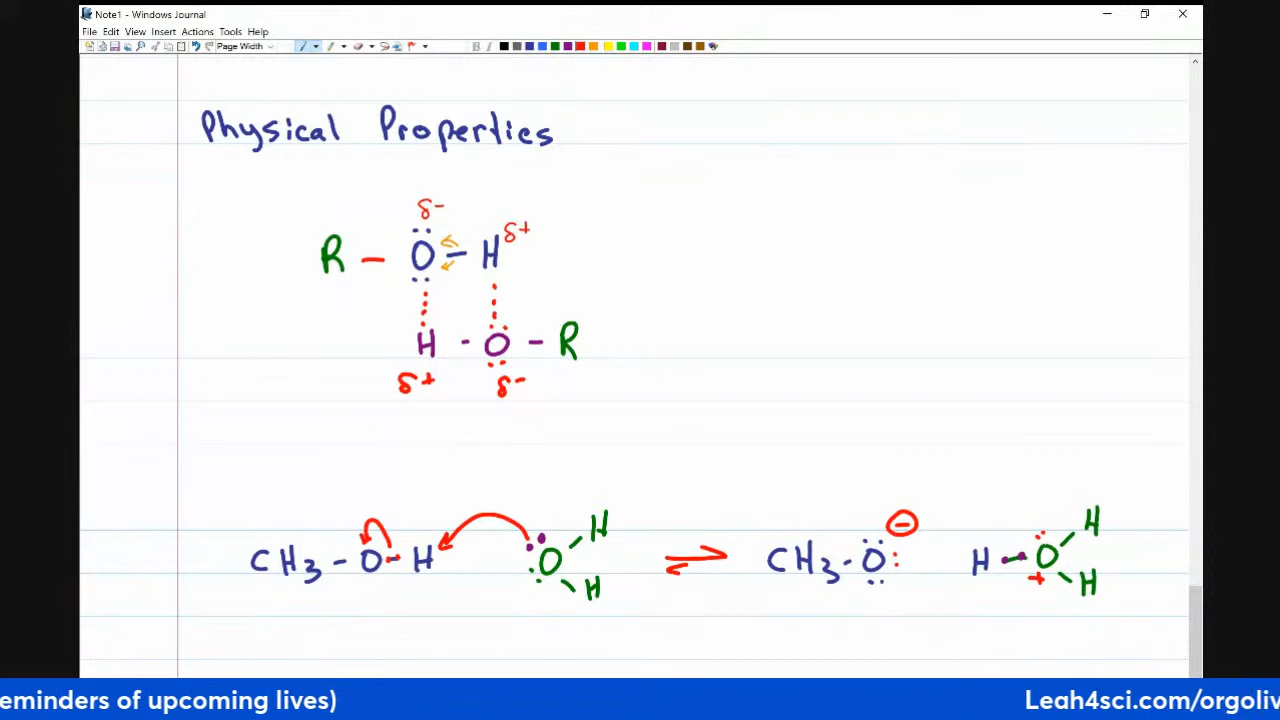 Note1 - Windows Journal
File Edit View Insert Actions Tools Help
Page Width B I
Physical Properties
δ-
R - O - H δ+
H - O - R
δ+ δ-
H H
CH3 - O - H O ⇌ CH3 - O ⊖ H - O +
H H
eminders of upcoming lives) Leah4sci.com/orgoliv